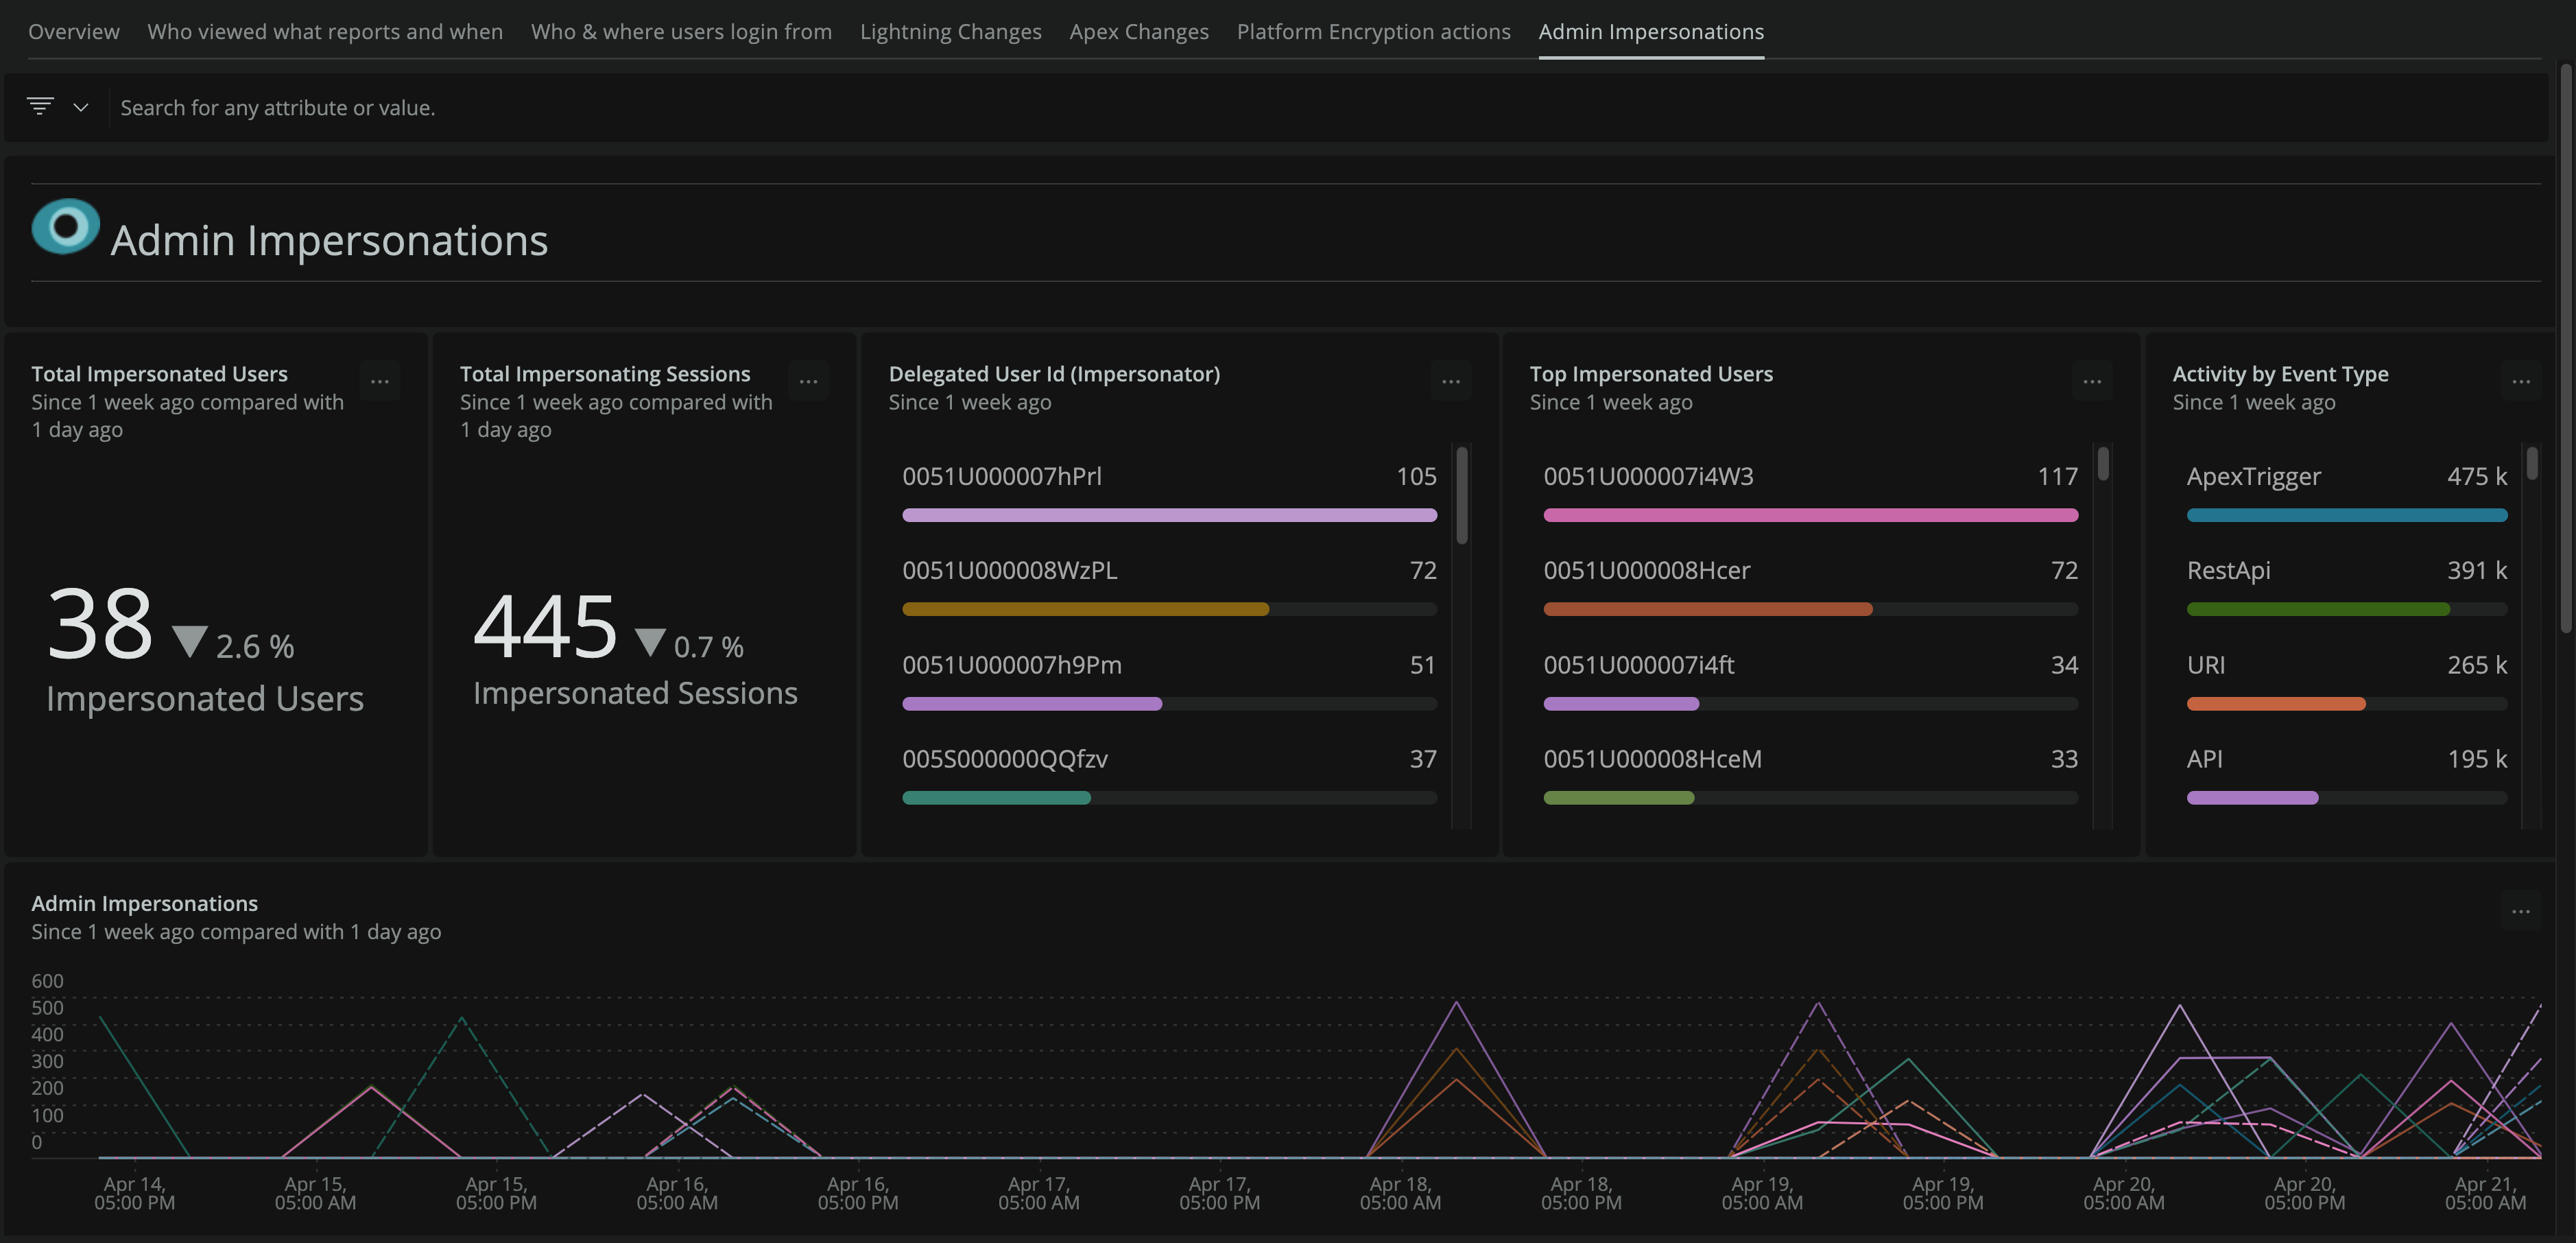 Overview Who viewed what reports and when Who & where users login from Lightning Changes Apex Changes Platform Encryption actions Admin Impersonations
Search for any attribute or value.
Admin Impersonations
Total Impersonated Users
Since 1 week ago compared with
1 day ago
38 2.6 %
Impersonated Users
Total Impersonating Sessions
Since 1 week ago compared with
1 day ago
445 0.7 %
Impersonated Sessions
Delegated User Id (Impersonator)
Since 1 week ago
0051U000007hPrl 105
0051U000008WzPL 72
0051U000007h9Pm 51
005S000000QQfzv 37
Top Impersonated Users
Since 1 week ago
0051U000007i4W3 117
0051U000008Hcer 72
0051U000007i4ft 34
0051U000008HceM 33
Activity by Event Type
Since 1 week ago
ApexTrigger 475 k
RestApi 391 k
URI 265 k
API 195 k
Admin Impersonations
Since 1 week ago compared with 1 day ago
600
500
400
300
200
100
0
Apr 14, Apr 15, Apr 15, Apr 16, Apr 16, Apr 17, Apr 17, Apr 18, Apr 18, Apr 19, Apr 19, Apr 20, Apr 20, Apr 21,
05:00 PM 05:00 AM 05:00 PM 05:00 AM 05:00 PM 05:00 AM 05:00 PM 05:00 AM 05:00 PM 05:00 AM 05:00 PM 05:00 AM 05:00 PM 05:00 AM